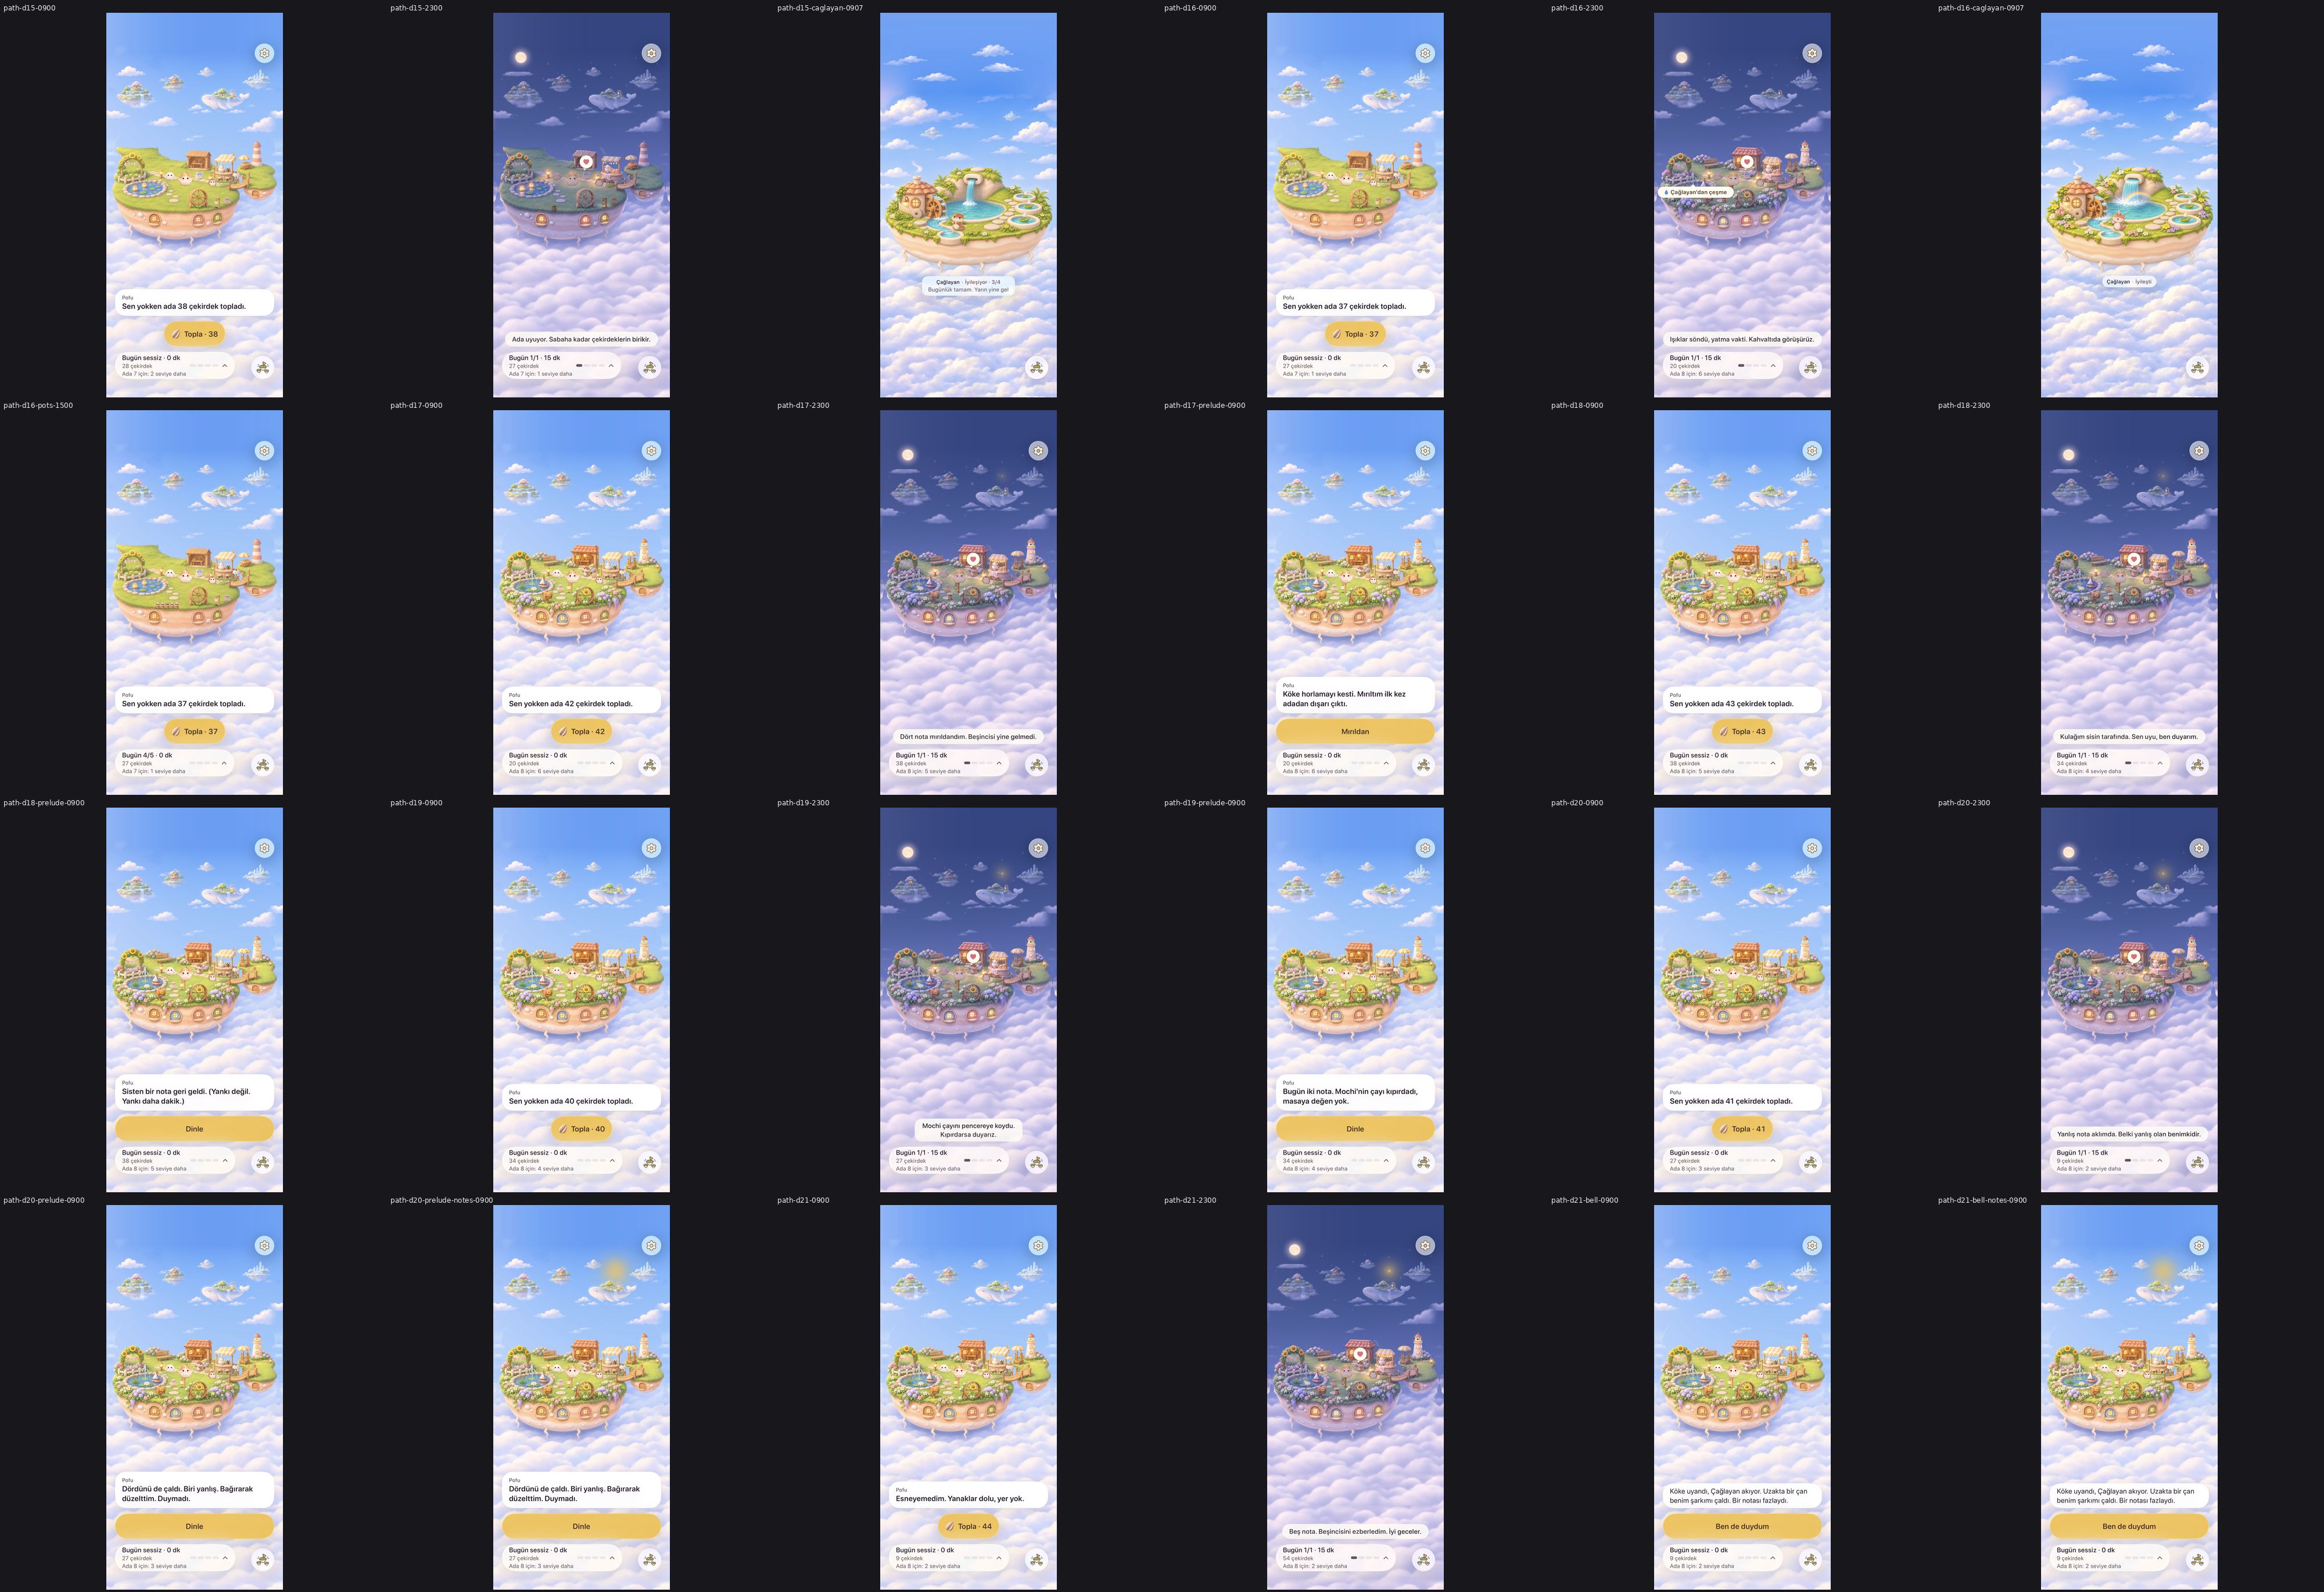 path-d15-0900
Pofu
Sen yokken ada 38 çekirdek topladı.
Topla · 38
Bugün sessiz · 0 dk
28 çekirdek
Ada 7 için: 2 seviye daha
path-d15-2300
Ada uyuyor. Sabaha kadar çekirdeklerin birikir.
Bugün 1/1 · 15 dk
27 çekirdek
Ada 7 için: 1 seviye daha
path-d15-caglayan-0907
Çağlayan · İyileşiyor · 3/4
Bugünlük tamam. Yarın yine gel
path-d16-0900
Pofu
Sen yokken ada 37 çekirdek topladı.
Topla · 37
Bugün sessiz · 0 dk
27 çekirdek
Ada 7 için: 1 seviye daha
path-d16-2300
Çağlayan'dan çeşme
Işıklar söndü, yatma vakti. Kahvaltıda görüşürüz.
Bugün 1/1 · 15 dk
20 çekirdek
Ada 8 için: 6 seviye daha
path-d16-caglayan-0907
Çağlayan · İyileşti
path-d16-pots-1500
Pofu
Sen yokken ada 37 çekirdek topladı.
Topla · 37
Bugün 4/5 · 0 dk
27 çekirdek
Ada 7 için: 1 seviye daha
path-d17-0900
Pofu
Sen yokken ada 42 çekirdek topladı.
Topla · 42
Bugün sessiz · 0 dk
20 çekirdek
Ada 8 için: 6 seviye daha
path-d17-2300
Dört nota mırıldandım. Beşincisi yine gelmedi.
Bugün 1/1 · 15 dk
38 çekirdek
Ada 8 için: 5 seviye daha
path-d17-prelude-0900
Pofu
Köke horlamayı kesti. Mırıltım ilk kez
adadan dışarı çıktı.
Mırıldan
Bugün sessiz · 0 dk
20 çekirdek
Ada 8 için: 6 seviye daha
path-d18-0900
Pofu
Sen yokken ada 43 çekirdek topladı.
Topla · 43
Bugün sessiz · 0 dk
38 çekirdek
Ada 8 için: 5 seviye daha
path-d18-2300
Kulağım sisin tarafında. Sen uyu, ben duyarım.
Bugün 1/1 · 15 dk
34 çekirdek
Ada 8 için: 4 seviye daha
path-d18-prelude-0900
Pofu
Sisten bir nota geri geldi. (Yankı değil.
Yankı daha dakik.)
Dinle
Bugün sessiz · 0 dk
38 çekirdek
Ada 8 için: 5 seviye daha
path-d19-0900
Pofu
Sen yokken ada 40 çekirdek topladı.
Topla · 40
Bugün sessiz · 0 dk
34 çekirdek
Ada 8 için: 4 seviye daha
path-d19-2300
Mochi çayını pencereye koydu.
Kıpırdarsa duyarız.
Bugün 1/1 · 15 dk
27 çekirdek
Ada 8 için: 3 seviye daha
path-d19-prelude-0900
Pofu
Bugün iki nota. Mochi'nin çayı kıpırdadı,
masaya değen yok.
Dinle
Bugün sessiz · 0 dk
34 çekirdek
Ada 8 için: 4 seviye daha
path-d20-0900
Pofu
Sen yokken ada 41 çekirdek topladı.
Topla · 41
Bugün sessiz · 0 dk
27 çekirdek
Ada 8 için: 3 seviye daha
path-d20-2300
Yanlış nota aklımda. Belki yanlış olan benimkidir.
Bugün 1/1 · 15 dk
9 çekirdek
Ada 8 için: 2 seviye daha
path-d20-prelude-0900
Pofu
Dördünü de çaldı. Biri yanlış. Bağırarak
düzelttim. Duymadı.
Dinle
Bugün sessiz · 0 dk
27 çekirdek
Ada 8 için: 3 seviye daha
path-d20-prelude-notes-0900
Pofu
Dördünü de çaldı. Biri yanlış. Bağırarak
düzelttim. Duymadı.
Dinle
Bugün sessiz · 0 dk
27 çekirdek
Ada 8 için: 3 seviye daha
path-d21-0900
Pofu
Esneyemedim. Yanaklar dolu, yer yok.
Topla · 44
Bugün sessiz · 0 dk
9 çekirdek
Ada 8 için: 2 seviye daha
path-d21-2300
Beş nota. Beşincisini ezberledim. İyi geceler.
Bugün 1/1 · 15 dk
54 çekirdek
Ada 8 için: 2 seviye daha
path-d21-bell-0900
Köke uyandı, Çağlayan akıyor. Uzakta bir çan
benim şarkımı çaldı. Bir notası fazlaydı.
Ben de duydum
Bugün sessiz · 0 dk
9 çekirdek
Ada 8 için: 2 seviye daha
path-d21-bell-notes-0900
Köke uyandı, Çağlayan akıyor. Uzakta bir çan
benim şarkımı çaldı. Bir notası fazlaydı.
Ben de duydum
Bugün sessiz · 0 dk
9 çekirdek
Ada 8 için: 2 seviye daha